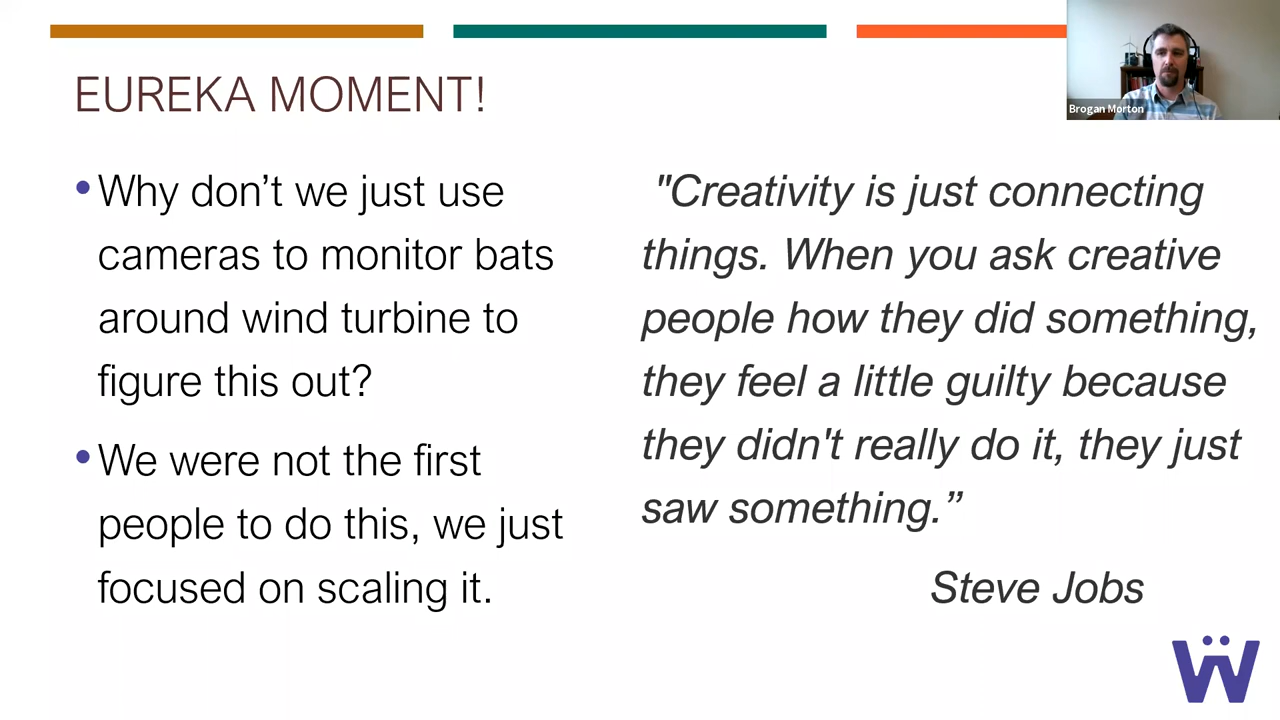 EUREKA MOMENT!
Brogan Morton
• Why don’t we just use
cameras to monitor bats
around wind turbine to
figure this out?
• We were not the first
people to do this, we just
focused on scaling it.
"Creativity is just connecting
things. When you ask creative
people how they did something,
they feel a little guilty because
they didn't really do it, they just
saw something.”
Steve Jobs
Ẅ